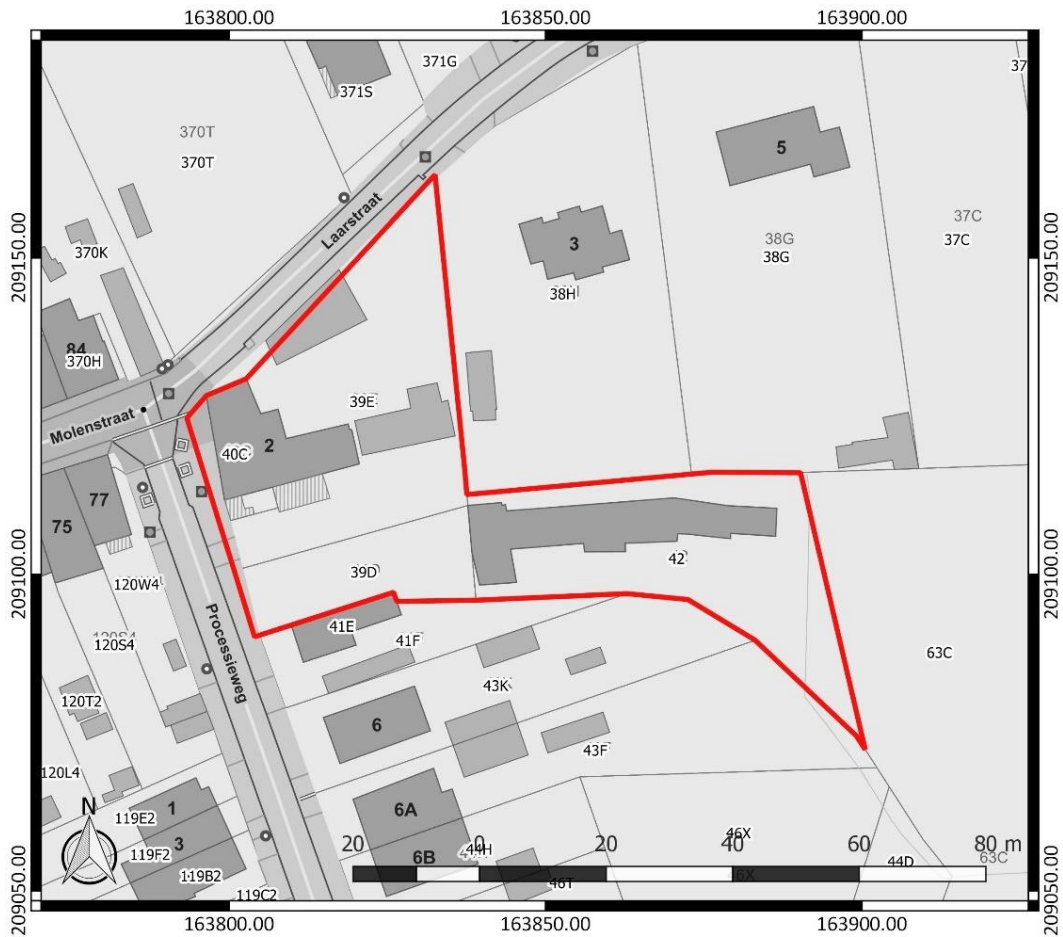 163800.00
163850.00
163900.00
371G
371S
37
370T
370T
5
Laarstraat
37C
37C
209150.00
209150.00
370K
3
38G
38G
38H
84
370H
39E
Molenstraat
2
40C
77
75
209100.00
209100.00
42
39D
120W4
120S4
120S4
41E
41F
63C
Processieweg
43K
120T2
6
43F
120L4
N
1
119E2
6A
3
119F2
46X
20
0
20
40
60
80 m
6B
44H
44D
63C
119B2
46X
46T
119C2
209050.00
209050.00
163800.00
163850.00
163900.00